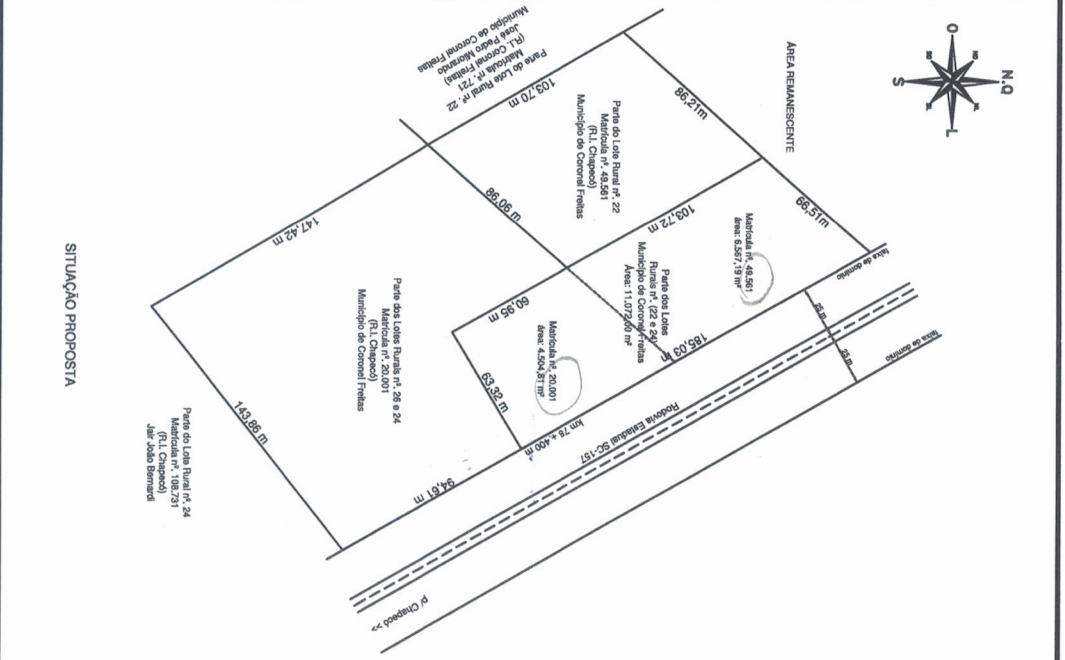 Município de Coronel Freitas
José Pedro Miorando
(R.I. Coronel Freitas)
Matrícula nº. 721
Parte do Lote Rural nº. 22
103,70 m
ÁREA REMANESCENTE
O
NO
SO
N.Q
S
NE
SE
L
86,21m
Parte do Lote Rural nº. 22
Matrícula nº. 49.561
(R.I. Chapecó)
Município de Coronel Freitas
86,06 m
103,72 m
66,51m
147,42 m
Matrícula nº. 49.561
área: 6.567,19 m²
faixa de domínio
Parte dos Lotes
Rurais nº. (22 e 24)
Município de Coronel Freitas
Área: 11.072,00 m²
60,95 m
185,03 m
25 m
25 m
faixa de domínio
Parte dos Lotes Rurais nº. 26 e 24
Matrícula nº. 20.001
(R.I. Chapecó)
Município de Coronel Freitas
Matrícula nº. 20.001
área: 4.504,81 m²
63,32 m
km 78 + 400 m
Rodovia Estadual SC-157
94,61 m
143,86 m
Parte do Lote Rural nº. 24
Matrícula nº. 108.731
(R.I. Chapecó)
Jair João Bernardi
p/ Chapecó >>
SITUAÇÃO PROPOSTA